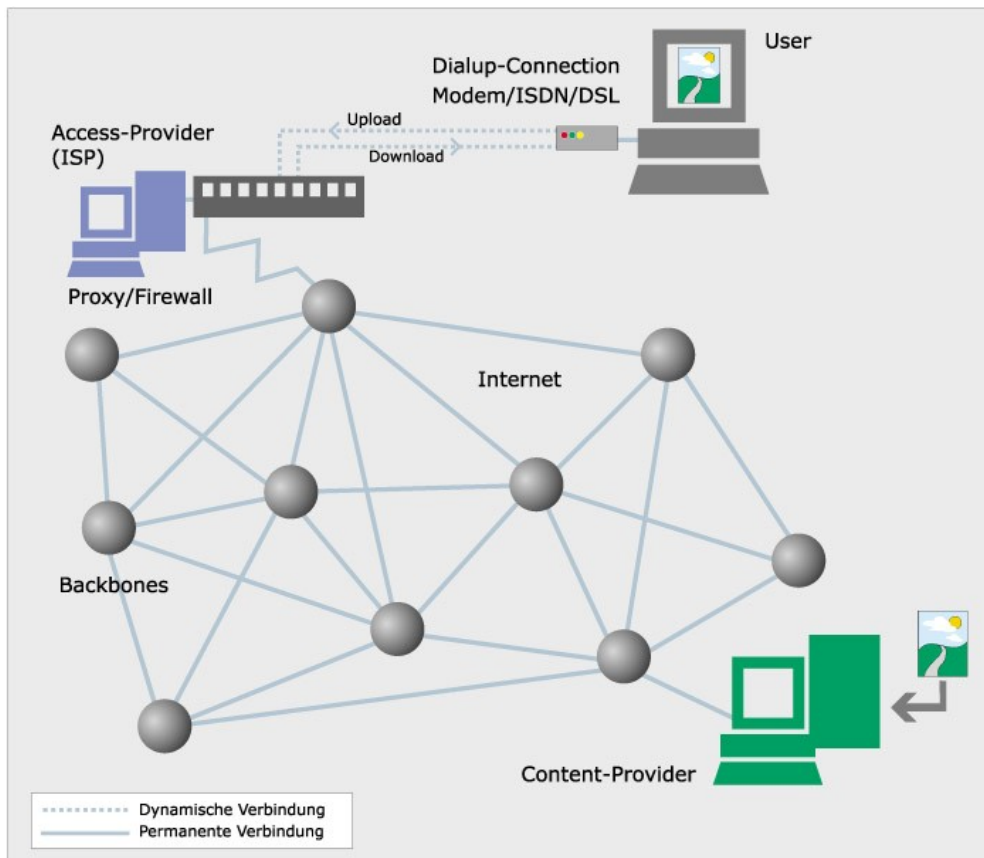 User
Dialup-Connection
Modem/ISDN/DSL
Upload
Download
Access-Provider
(ISP)
Proxy/Firewall
Internet
Backbones
Content-Provider
Dynamische Verbindung
Permanente Verbindung